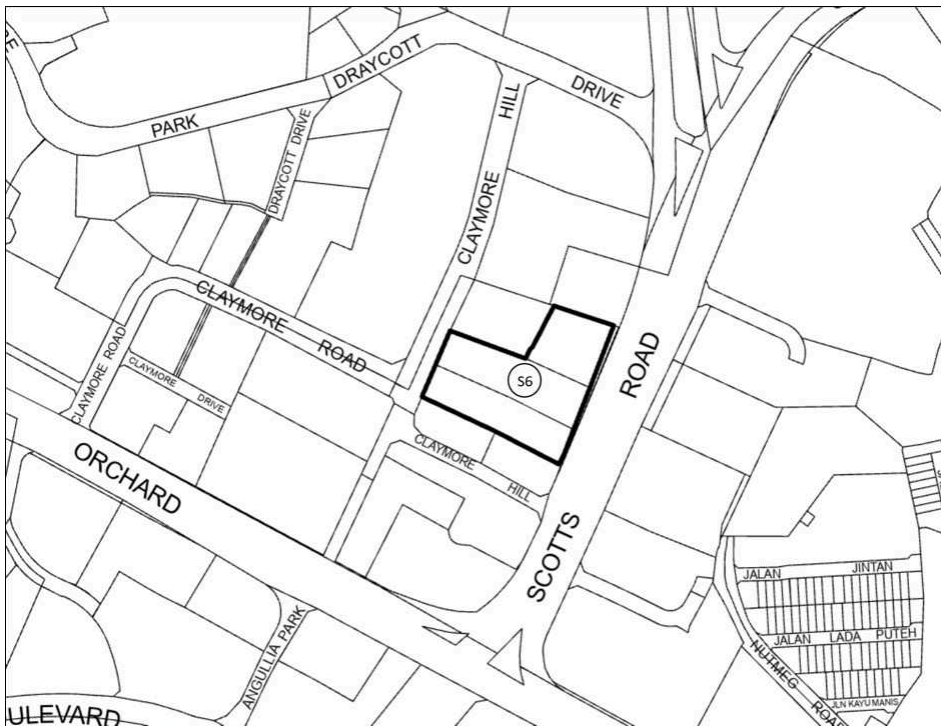 DRAYCOTT
DRIVE
PARK
HILL
DRAYCOTT DRIVE
CLAYMORE
CLAYMORE
ROAD
CLAYMORE ROAD
CLAYMORE
DRIVE
S6
ROAD
CLAYMORE
HILL
ORCHARD
SCOTTS
JALAN
JINTAN
JALAN LADA PUTEH
NUTMEG
ROAD
JLN KAYU MANIS
ANGULLIA PARK
ULEVARD